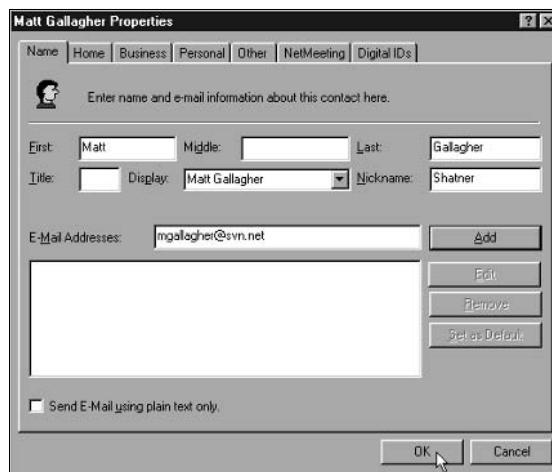 Matt Gallagher Properties
Name Home Business Personal Other NetMeeting Digital IDs
Enter name and e-mail information about this contact here.
First: Matt Middle: Last: Gallagher
Title: Display: Matt Gallagher Nickname: Shatner
E-Mail Addresses: mgallagher@svn.net Add
Edit
Remove
Set as Default
Send E-Mail using plain text only.
OK Cancel